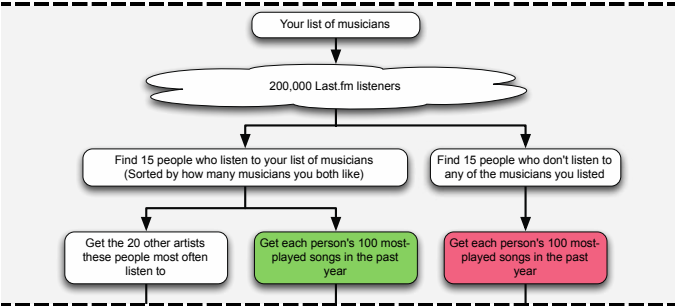 Your list of musicians
200,000 Last.fm listeners
Find 15 people who listen to your list of musicians
(Sorted by how many musicians you both like)
Find 15 people who don't listen to
any of the musicians you listed
Get the 20 other artists
these people most often
listen to
Get each person's 100 most-
played songs in the past
year
Get each person's 100 most-
played songs in the past
year